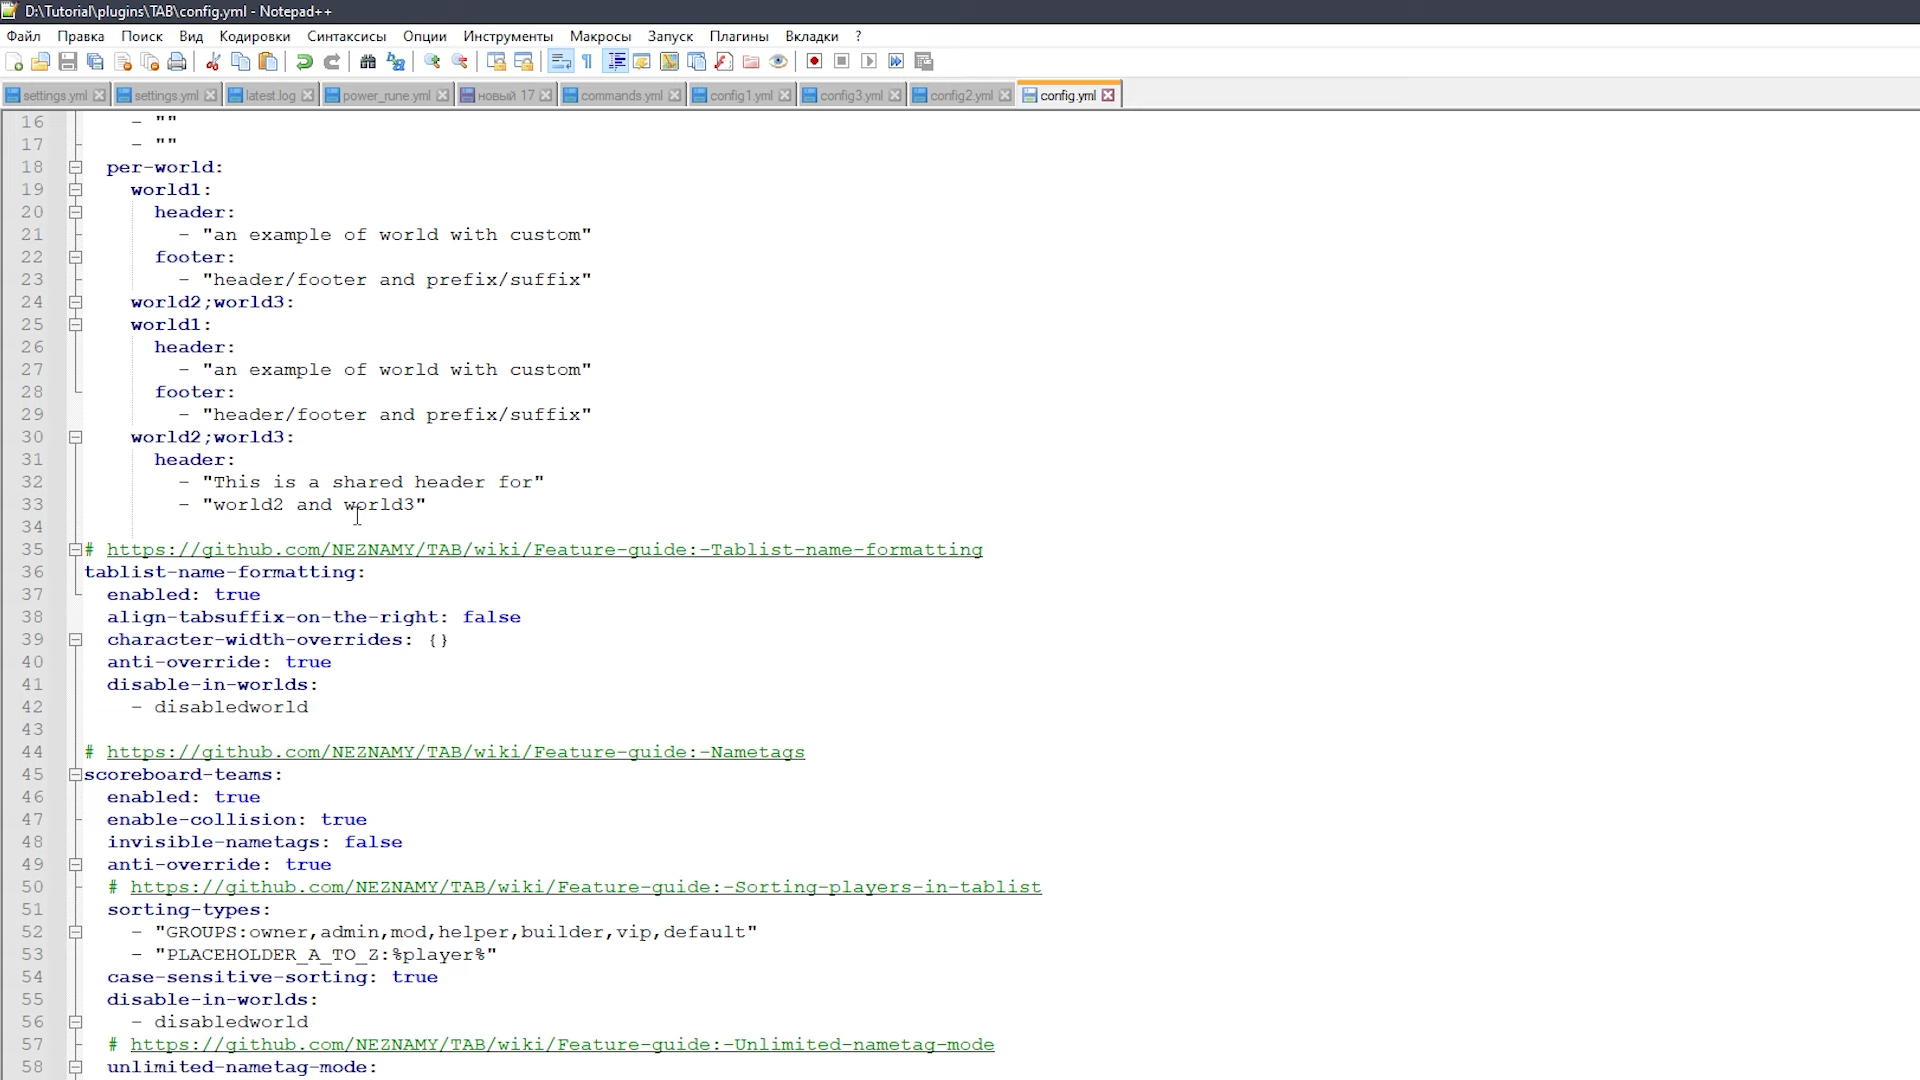 D:\Tutorial\plugins\TAB\config.yml - Notepad++
Файл Правка Поиск Вид Кодировки Синтаксисы Опции Инструменты Макросы Запуск Плагины Вкладки ?
settings.yml settings.yml latest.log power_rune.yml новый 17 commands.yml config1.yml config3.yml config2.yml config.yml
16 - ""
17 - ""
18 per-world:
19 world1:
20 header:
21 - "an example of world with custom"
22 footer:
23 - "header/footer and prefix/suffix"
24 world2;world3:
25 world1:
26 header:
27 - "an example of world with custom"
28 footer:
29 - "header/footer and prefix/suffix"
30 world2;world3:
31 header:
32 - "This is a shared header for"
33 - "world2 and world3"
34
35 # https://github.com/NEZNAMY/TAB/wiki/Feature-guide:-Tablist-name-formatting
36 tablist-name-formatting:
37 enabled: true
38 align-tabsuffix-on-the-right: false
39 character-width-overrides: {}
40 anti-override: true
41 disable-in-worlds:
42 - disabledworld
43
44 # https://github.com/NEZNAMY/TAB/wiki/Feature-guide:-Nametags
45 scoreboard-teams:
46 enabled: true
47 enable-collision: true
48 invisible-nametags: false
49 anti-override: true
50 # https://github.com/NEZNAMY/TAB/wiki/Feature-guide:-Sorting-players-in-tablist
51 sorting-types:
52 - "GROUPS:owner,admin,mod,helper,builder,vip,default"
53 - "PLACEHOLDER_A_TO_Z:%player%"
54 case-sensitive-sorting: true
55 disable-in-worlds:
56 - disabledworld
57 # https://github.com/NEZNAMY/TAB/wiki/Feature-guide:-Unlimited-nametag-mode
58 unlimited-nametag-mode: